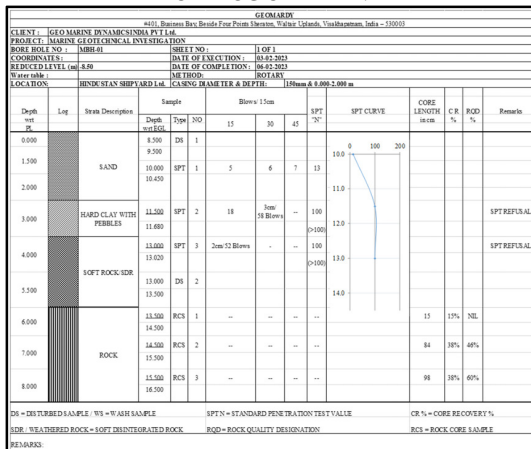 GEOMARDY
#401, Business Bay, Beside Four Points Sheraton, Waltair Uplands, Visakhapatnam, India – 530003
CLIENT : GEO MARINE DYNAMICSINDIA PVT Ltd.
PROJECT: MARINE GEOTECHNICAL INVESTIGATION
BORE HOLE NO : MBH-01 SHEET NO : 1 OF 1
COORDINATES : DATE OF EXECUTION : 03-02-2023
REDUCED LEVEL (m) -8.50 DATE OF COMPLETION : 06-02-2023
Water table : METHOD: ROTARY
LOCATION: HINDUSTAN SHIPYARD Ltd. CASING DIAMETER & DEPTH: 150mm & 0.000-2.000 m
Depth wrt PL Log Strata Description Sample Blows/ 15cm SPT "N" SPT CURVE CORE LENGTH in cm C R % RQD % Remarks
Depth wrt EGL Type NO 15 30 45
0.000 8.500 DS 1
9.500
0 100 200
10.0
1.500 SAND 10.000 SPT 1 5 6 7 13
10.450
11.0
2.000
3.000 HARD CLAY WITH PEBBLES 11.500 SPT 2 18 3cm/ 58 Blows -- 100 SPT REFUSAL
11.680 (>100)
12.0
4.000 13.000 SPT 3 2cm/52 Blows - -- 100 SPT REFUSAL
13.020 (>100)
13.0
SOFT ROCK/SDR
13.000 DS 2
5.500 13.500
14.0
6.000 13.500 RCS 1 -- -- -- -- 15 15% NIL
14.500
7.000 ROCK 14.500 RCS 2 -- -- -- -- 84 38% 46%
15.500
8.000 15.500 RCS 3 -- -- -- -- 98 38% 60%
16.500
DS = DISTURBED SAMPLE / WS = WASH SAMPLE SPT N = STANDARD PENETRATION TEST VALUE CR % = CORE RECOVERY %
SDR / WEATHERED ROCK = SOFT DISINTEGRATED ROCK RQD = ROCK QUALITY DESIGNATION RCS = ROCK CORE SAMPLE
REMARKS: